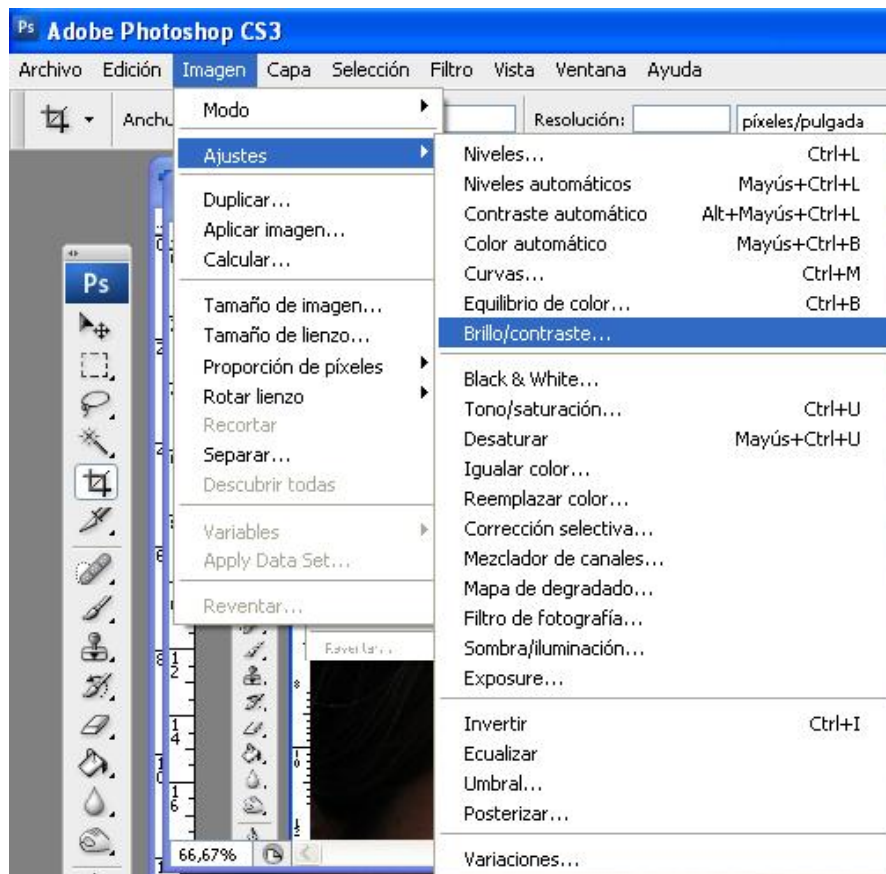 Ps Adobe Photoshop CS3
Archivo Edición Imagen Capa Selección Filtro Vista Ventana Ayuda
Resolución: píxeles/pulgada
Modo
Ajustes
Duplicar...
Aplicar imagen...
Calcular...
Tamaño de imagen...
Tamaño de lienzo...
Proporción de píxeles
Rotar lienzo
Recortar
Separar...
Descubrir todas
Variables
Apply Data Set...
Reventar...
Niveles... Ctrl+L
Niveles automáticos Mayús+Ctrl+L
Contraste automático Alt+Mayús+Ctrl+L
Color automático Mayús+Ctrl+B
Curvas... Ctrl+M
Equilibrio de color... Ctrl+B
Brillo/contraste...
Black & White...
Tono/saturación... Ctrl+U
Desaturar Mayús+Ctrl+U
Igualar color...
Reemplazar color...
Corrección selectiva...
Mezclador de canales...
Mapa de degradado...
Filtro de fotografía...
Sombra/iluminación...
Exposure...
Invertir Ctrl+I
Ecualizar
Umbral...
Posterizar...
Variaciones...
Ps
66,67%